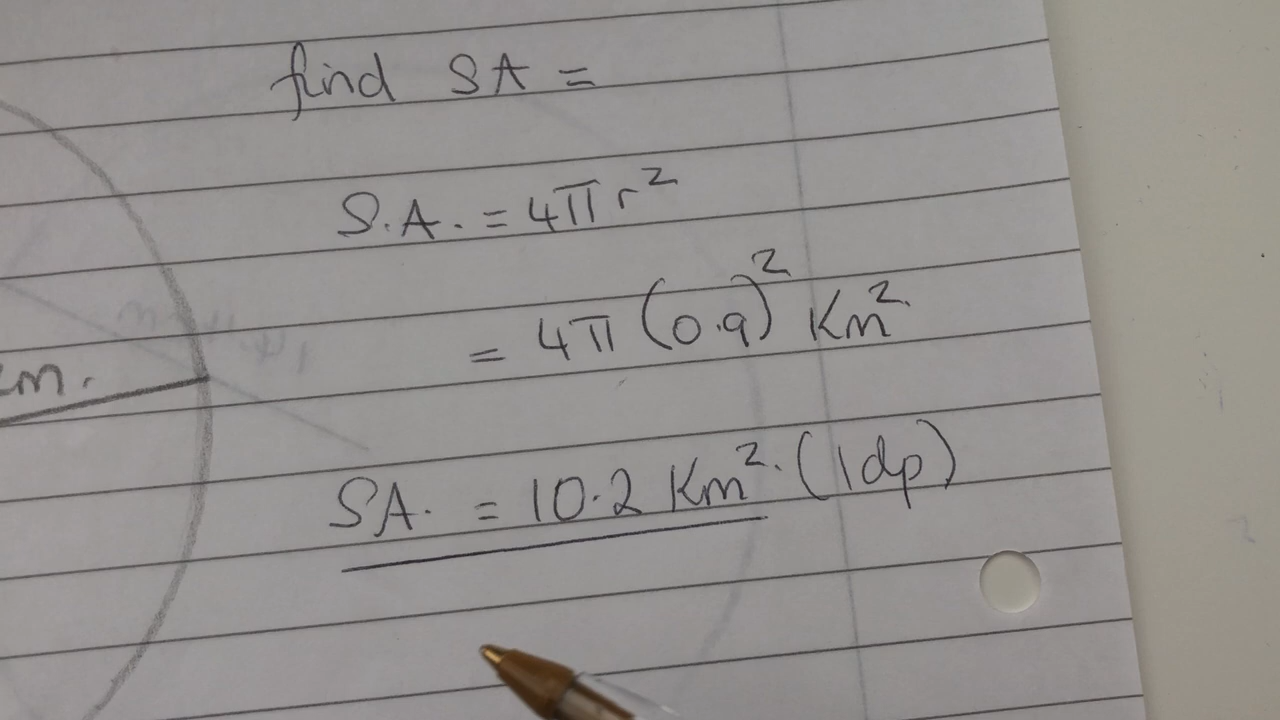 find SA =
S.A. = 4πr²
= 4π(0.9)² Km².
m.
SA. = 10.2 Km². (1dp)